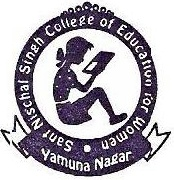 Sant Nischal Singh College of Education for Women
Yamuna Nagar